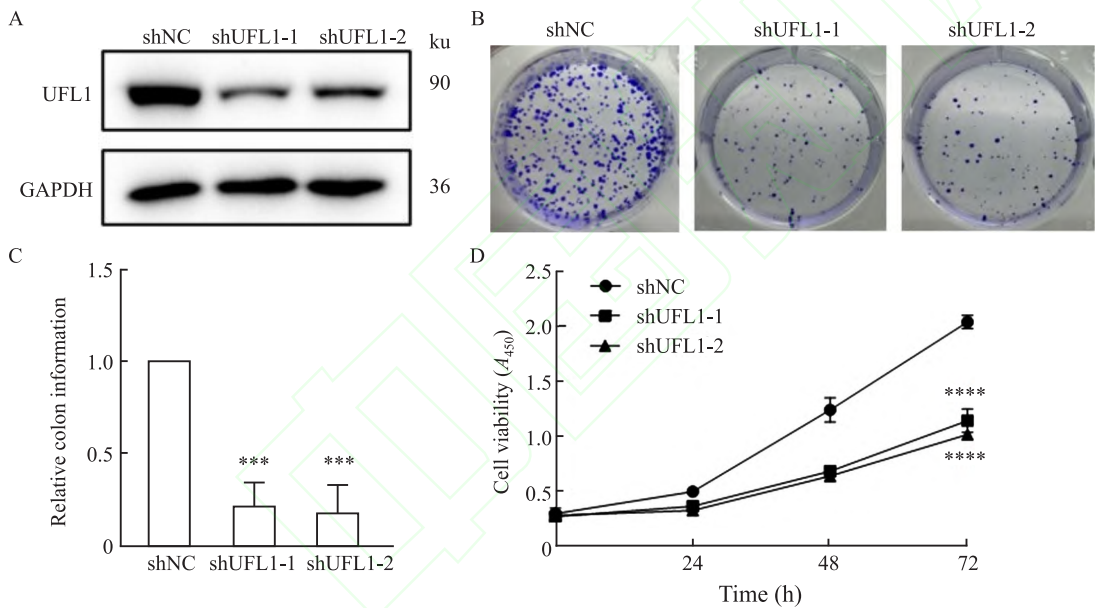 A
shNC shUFL1-1 shUFL1-2
ku
UFL1
90
GAPDH
36
B
shNC
shUFL1-1
shUFL1-2
C
Relative colon information
1.5
1.0
0.5
0
***
***
shNC shUFL1-1 shUFL1-2
D
Cell viability (A450)
2.5
2.0
1.5
1.0
0.5
0
shNC
shUFL1-1
shUFL1-2
****
****
24
48
72
Time (h)